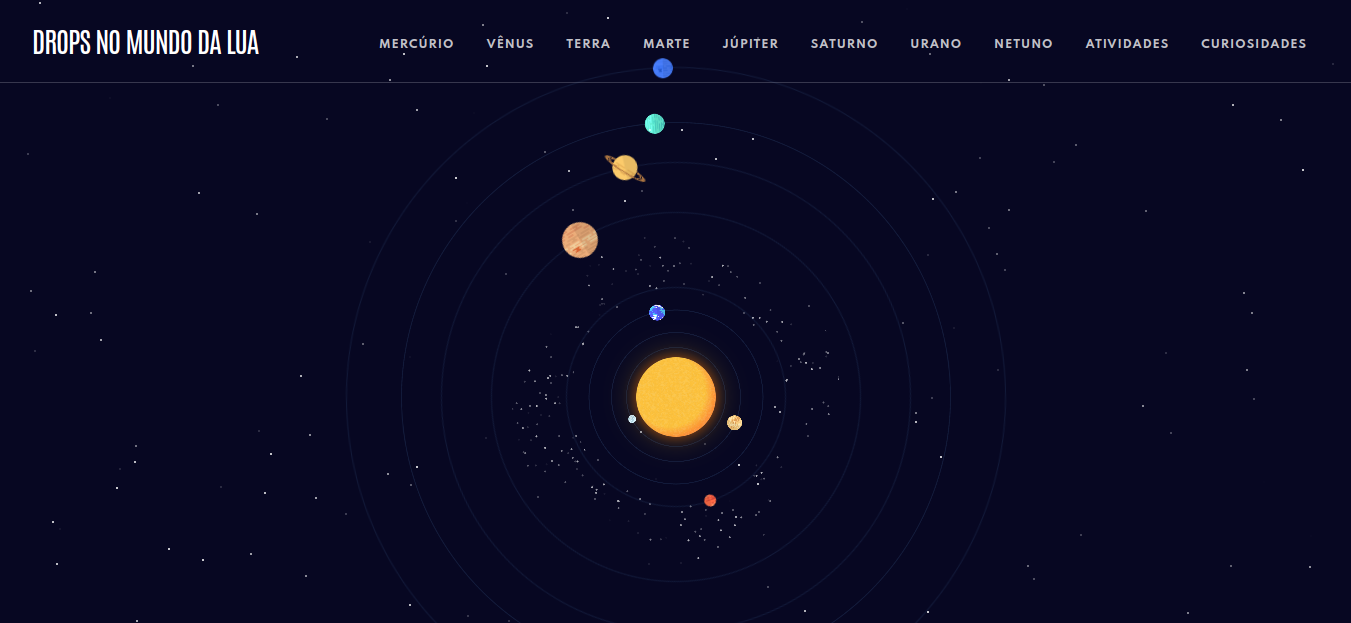 DROPS NO MUNDO DA LUA
MERCÚRIO VÊNUS TERRA MARTE JÚPITER SATURNO URANO NETUNO ATIVIDADES CURIOSIDADES